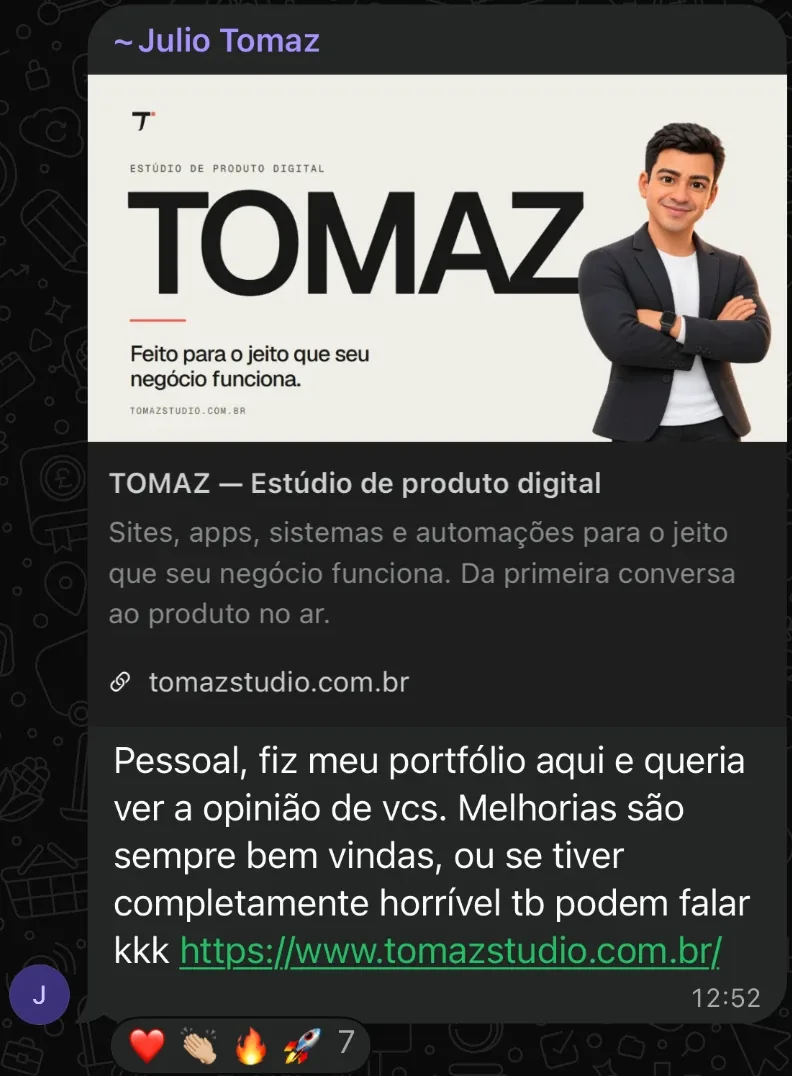 ~ Julio Tomaz
T
ESTÚDIO DE PRODUTO DIGITAL
TOMAZ
Feito para o jeito que seu
negócio funciona.
TOMAZSTUDIO.COM.BR
TOMAZ — Estúdio de produto digital
Sites, apps, sistemas e automações para o jeito
que seu negócio funciona. Da primeira conversa
ao produto no ar.
tomazstudio.com.br
Pessoal, fiz meu portfólio aqui e queria
ver a opinião de vcs. Melhorias são
sempre bem vindas, ou se tiver
completamente horrível tb podem falar
kkk https://www.tomazstudio.com.br/
J
12:52
❤️ 👏🏼 🔥 🚀 7